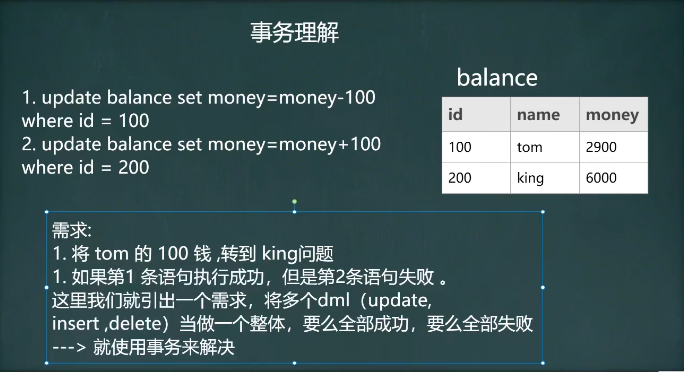 事务理解
1. update balance set money=money-100
where id = 100
2. update balance set money=money+100
where id = 200
balance
id name money
100 tom 2900
200 king 6000
需求:
1. 将 tom 的 100 钱 ,转到 king问题
1. 如果第1 条语句执行成功，但是第2条语句失败 。
这里我们就引出一个需求，将多个dml（update,
insert ,delete）当做一个整体，要么全部成功，要么全部失败
---> 就使用事务来解决